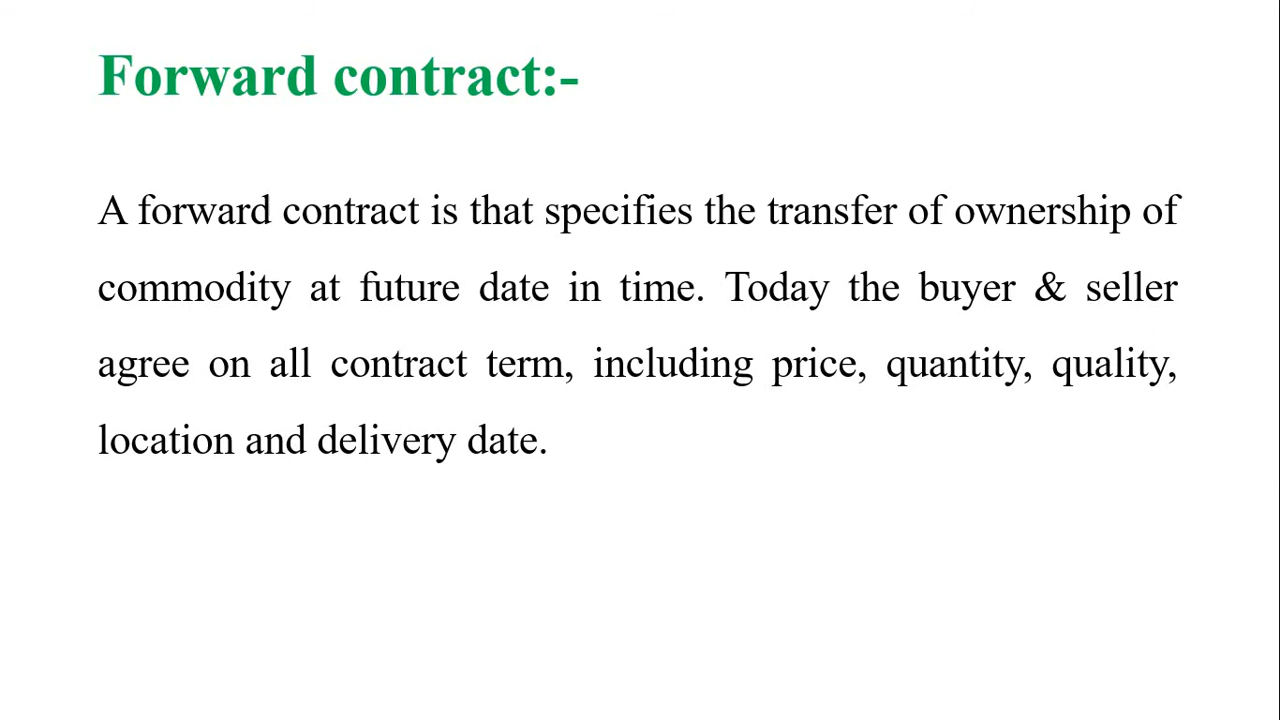 Forward contract:-
A forward contract is that specifies the transfer of ownership of
commodity at future date in time. Today the buyer & seller
agree on all contract term, including price, quantity, quality,
location and delivery date.